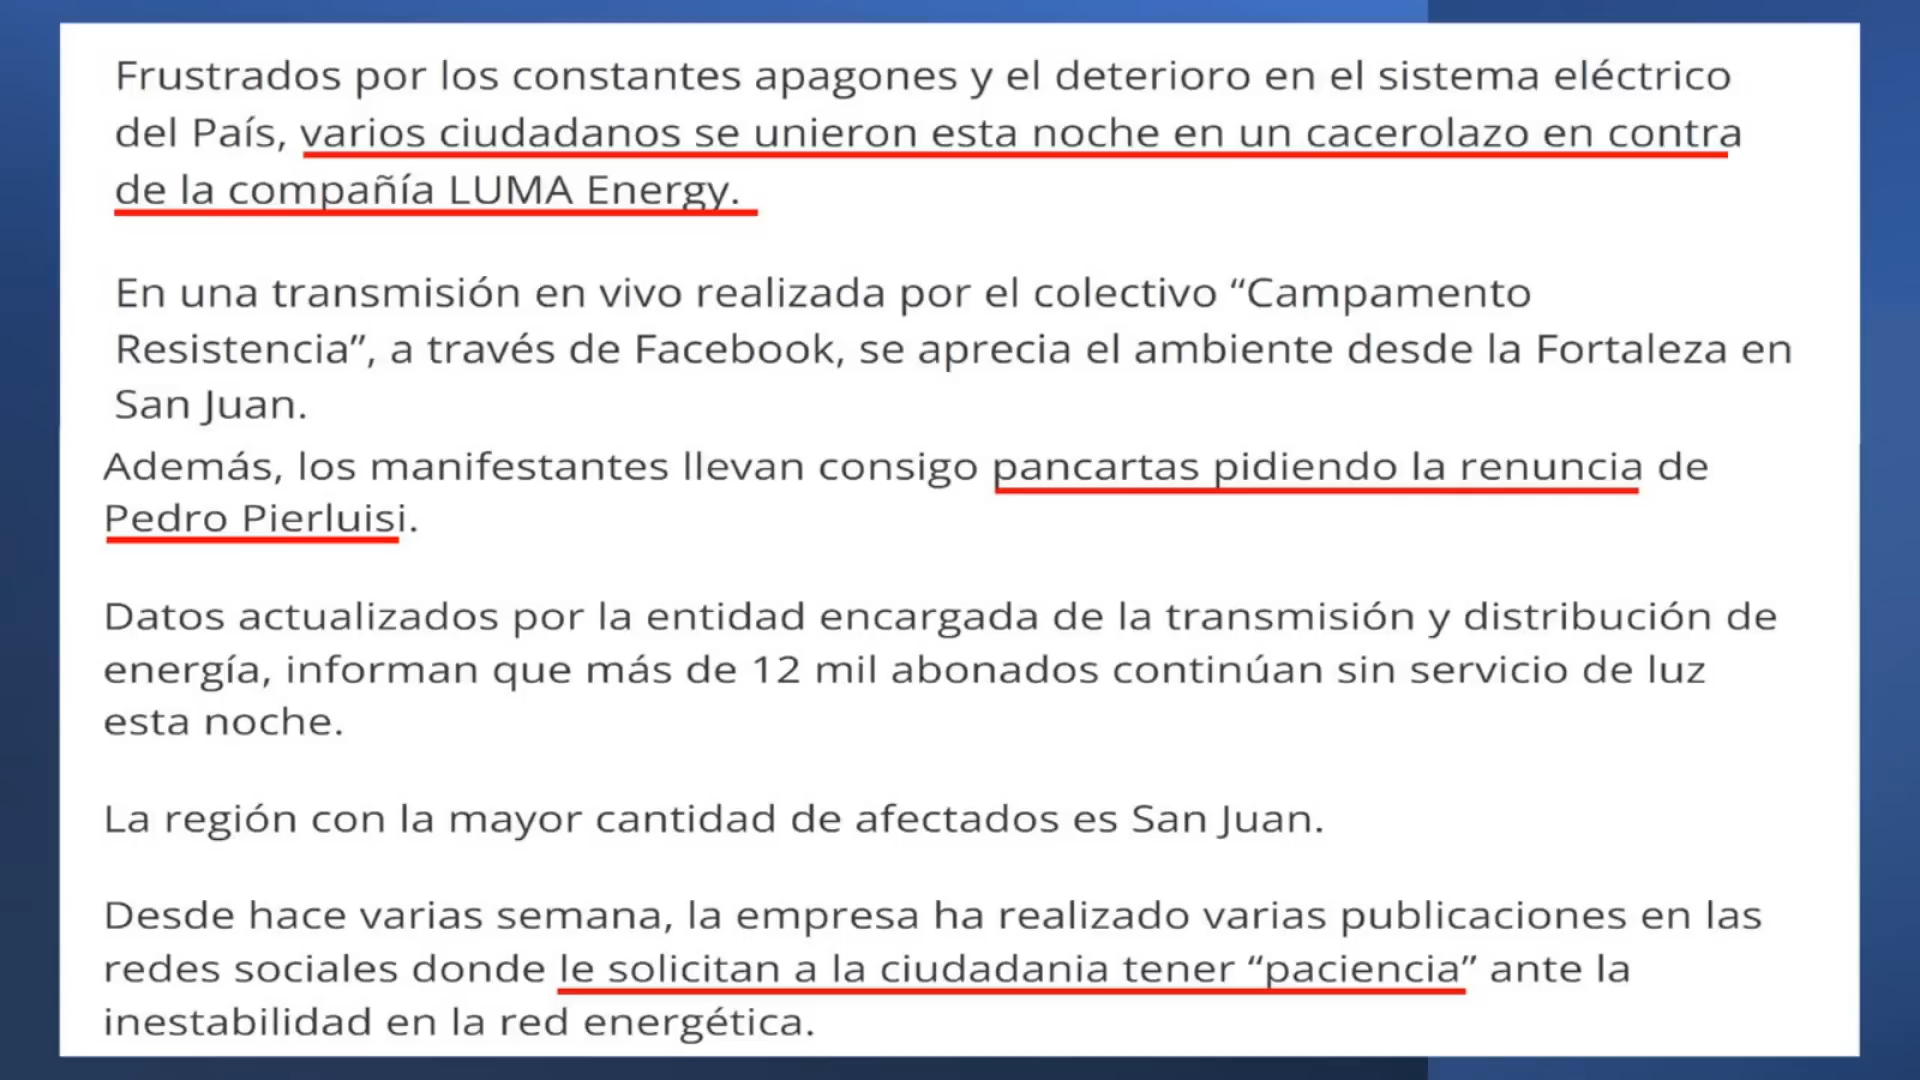 Frustrados por los constantes apagones y el deterioro en el sistema eléctrico
del País, varios ciudadanos se unieron esta noche en un cacerolazo en contra
de la compañía LUMA Energy.
En una transmisión en vivo realizada por el colectivo “Campamento
Resistencia”, a través de Facebook, se aprecia el ambiente desde la Fortaleza en
San Juan.
Además, los manifestantes llevan consigo pancartas pidiendo la renuncia de
Pedro Pierluisi.
Datos actualizados por la entidad encargada de la transmisión y distribución de
energía, informan que más de 12 mil abonados continúan sin servicio de luz
esta noche.
La región con la mayor cantidad de afectados es San Juan.
Desde hace varias semana, la empresa ha realizado varias publicaciones en las
redes sociales donde le solicitan a la ciudadania tener “paciencia” ante la
inestabilidad en la red energética.